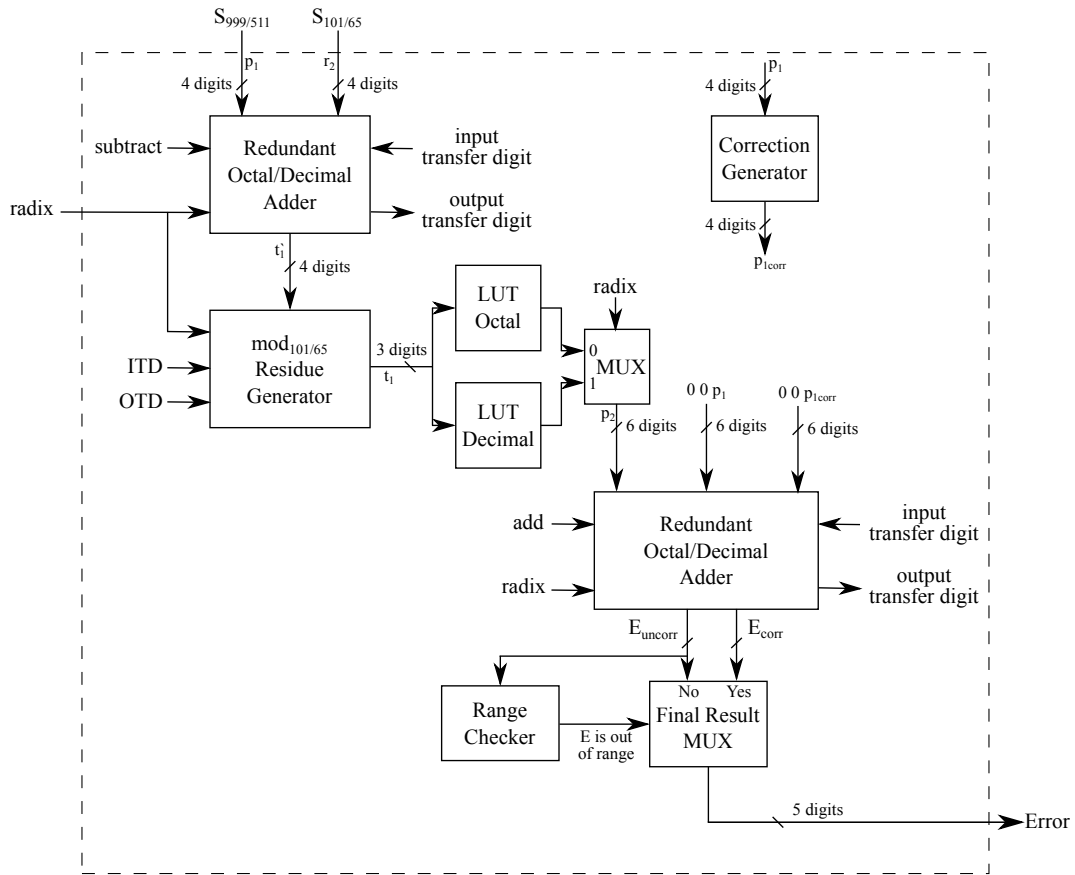 S999/511
S101/65
p1
r2
p1
4 digits
4 digits
4 digits
subtract
Redundant
Octal/Decimal
Adder
input
transfer digit
Correction
Generator
radix
output
transfer digit
4 digits
t1`
4 digits
p1corr
LUT
Octal
radix
mod101/65
Residue
Generator
ITD
OTD
3 digits
t1
0
MUX
1
LUT
Decimal
0 0 p1
0 0 p1corr
p2
6 digits
6 digits
6 digits
add
Redundant
Octal/Decimal
Adder
input
transfer digit
radix
output
transfer digit
Euncorr
Ecorr
No
Yes
Range
Checker
Final Result
MUX
E is out
of range
5 digits
Error